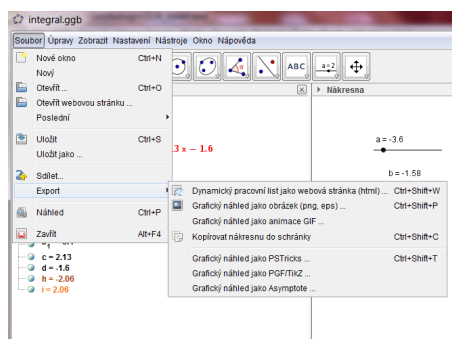 integral.ggb
Soubor Úpravy Zobrazit Nastavení Nástroje Okno Nápověda
Nové okno Ctrl+N
Nový
Otevřít ... Ctrl+O
Otevřít webovou stránku ...
Poslední
Uložit Ctrl+S
Uložit jako ...
Sdílet...
Export
Náhled Ctrl+P
Zavřít Alt+F4
ABC
a=2
Nákresna
.3 x − 1.6
a = -3.6
b = -1.58
Dynamický pracovní list jako webová stránka (html) ... Ctrl+Shift+W
Grafický náhled jako obrázek (png, eps) ... Ctrl+Shift+P
Grafický náhled jako animace GIF ...
Kopírovat nákresnu do schránky Ctrl+Shift+C
Grafický náhled jako PSTricks ... Ctrl+Shift+T
Grafický náhled jako PGF/TikZ ...
Grafický náhled jako Asymptote ...
c = 2.13
d = -1.6
h = -2.06
i = 2.06